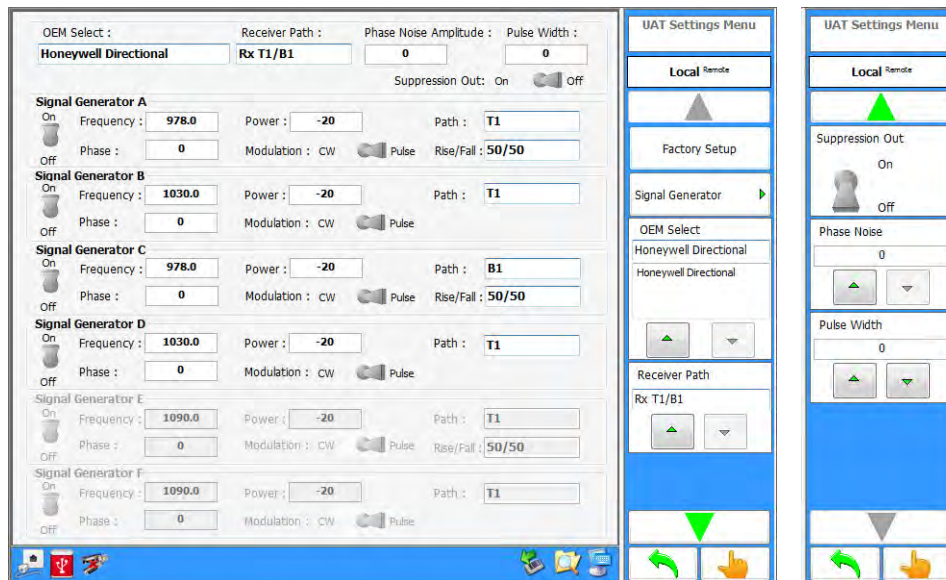 OEM Select : Receiver Path : Phase Noise Amplitude : Pulse Width :
Honeywell Directional Rx T1/B1 0 0
Suppression Out: On Off
Signal Generator A
On Frequency : 978.0 Power : -20 Path : T1
Off Phase : 0 Modulation : CW Pulse Rise/Fall : 50/50
Signal Generator B
On Frequency : 1030.0 Power : -20 Path : T1
Off Phase : 0 Modulation : CW Pulse
Signal Generator C
On Frequency : 978.0 Power : -20 Path : B1
Off Phase : 0 Modulation : CW Pulse Rise/Fall : 50/50
Signal Generator D
On Frequency : 1030.0 Power : -20 Path : T1
Off Phase : 0 Modulation : CW Pulse
Signal Generator E
On Frequency : 1090.0 Power : -20 Path : T1
Off Phase : 0 Modulation : CW Pulse Rise/Fall : 50/50
Signal Generator F
On Frequency : 1090.0 Power : -20 Path : T1
Off Phase : 0 Modulation : CW Pulse
UAT Settings Menu
Local Remote
Factory Setup
Signal Generator
OEM Select
Honeywell Directional
Honeywell Directional
Receiver Path
Rx T1/B1
UAT Settings Menu
Local Remote
Suppression Out
On
Off
Phase Noise
0
Pulse Width
0